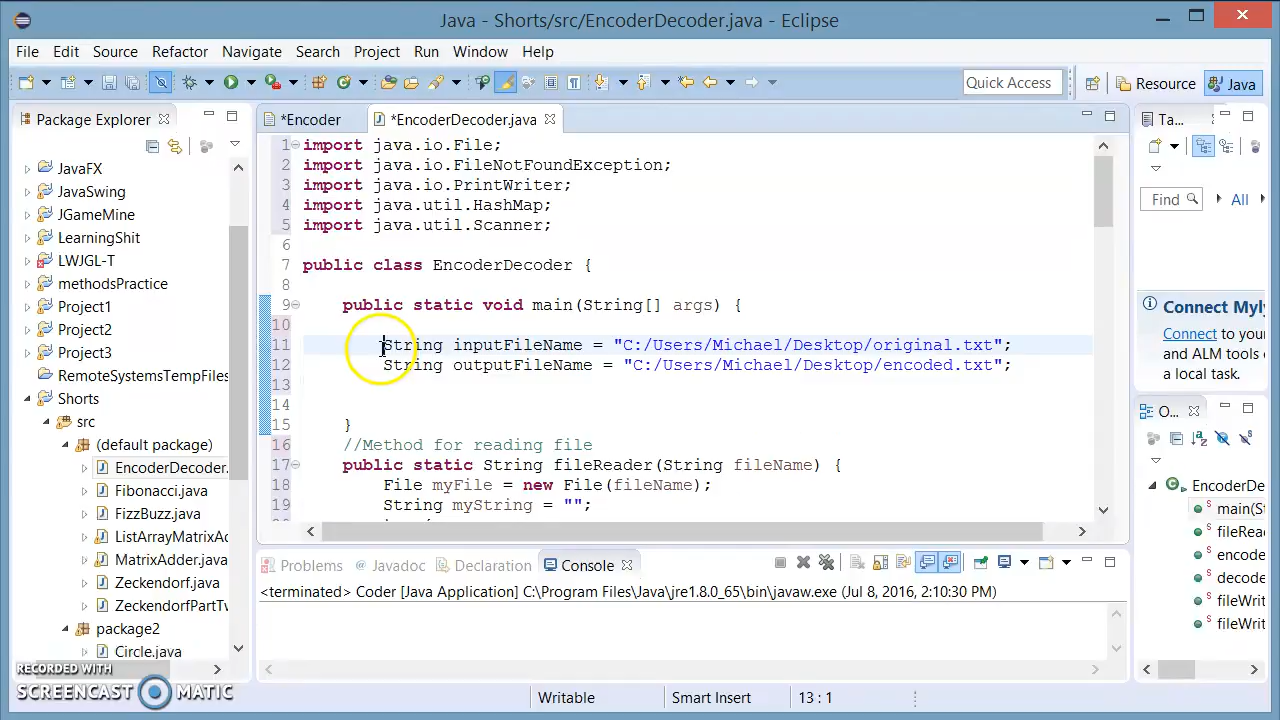 Java - Shorts/src/EncoderDecoder.java - Eclipse
File Edit Source Refactor Navigate Search Project Run Window Help
Quick Access Resource Java
Package Explorer
*Encoder *EncoderDecoder.java
Ta...
JavaFX
JavaSwing
JGameMine
LearningShit
LWJGL-T
methodsPractice
Project1
Project2
Project3
RemoteSystemsTempFiles
Shorts
src
(default package)
EncoderDecoder.
Fibonacci.java
FizzBuzz.java
ListArrayMatrixAc
MatrixAdder.java
Zeckendorf.java
ZeckendorfPartTv
package2
Circle.java
1 import java.io.File;
2 import java.io.FileNotFoundException;
3 import java.io.PrintWriter;
4 import java.util.HashMap;
5 import java.util.Scanner;
6
7 public class EncoderDecoder {
8
9 public static void main(String[] args) {
10
11 String inputFileName = "C:/Users/Michael/Desktop/original.txt";
12 String outputFileName = "C:/Users/Michael/Desktop/encoded.txt";
13
14
15 }
16 //Method for reading file
17 public static String fileReader(String fileName) {
18 File myFile = new File(fileName);
19 String myString = "";
Find All
Connect Myly
Connect to your task
and ALM tools or create
a local task.
O...
EncoderDe
main(St
fileRea
encode
decode
fileWrit
fileWrit
Problems @ Javadoc Declaration Console
<terminated> Coder [Java Application] C:\Program Files\Java\jre1.8.0_65\bin\javaw.exe (Jul 8, 2016, 2:10:30 PM)
RECORDED WITH
SCREENCAST MATIC
Writable Smart Insert 13 : 1